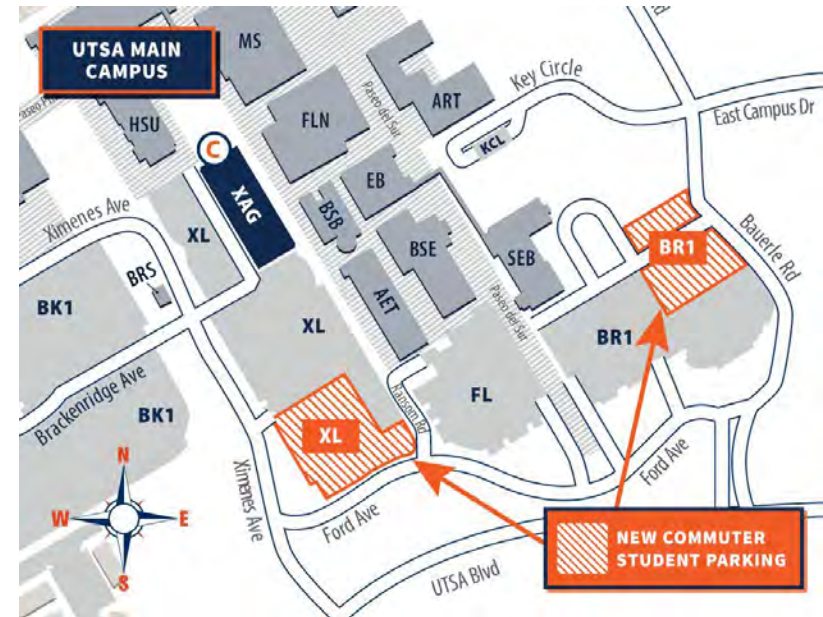 UTSA MAIN
CAMPUS
MS
Paseo del Sur
ART
Key Circle
East Campus Dr
HSU
FLN
KCL
C
XAG
EB
BSB
Ximenes Ave
XL
BRS
BSE
SEB
BR1
Bauerle Rd
BK1
AET
Paseo del Sur
XL
BR1
FL
Brackenridge Ave
BK1
Ransom Rd
XL
N
W
E
S
Ximenes Ave
Ford Ave
Ford Ave
UTSA Blvd
NEW COMMUTER
STUDENT PARKING